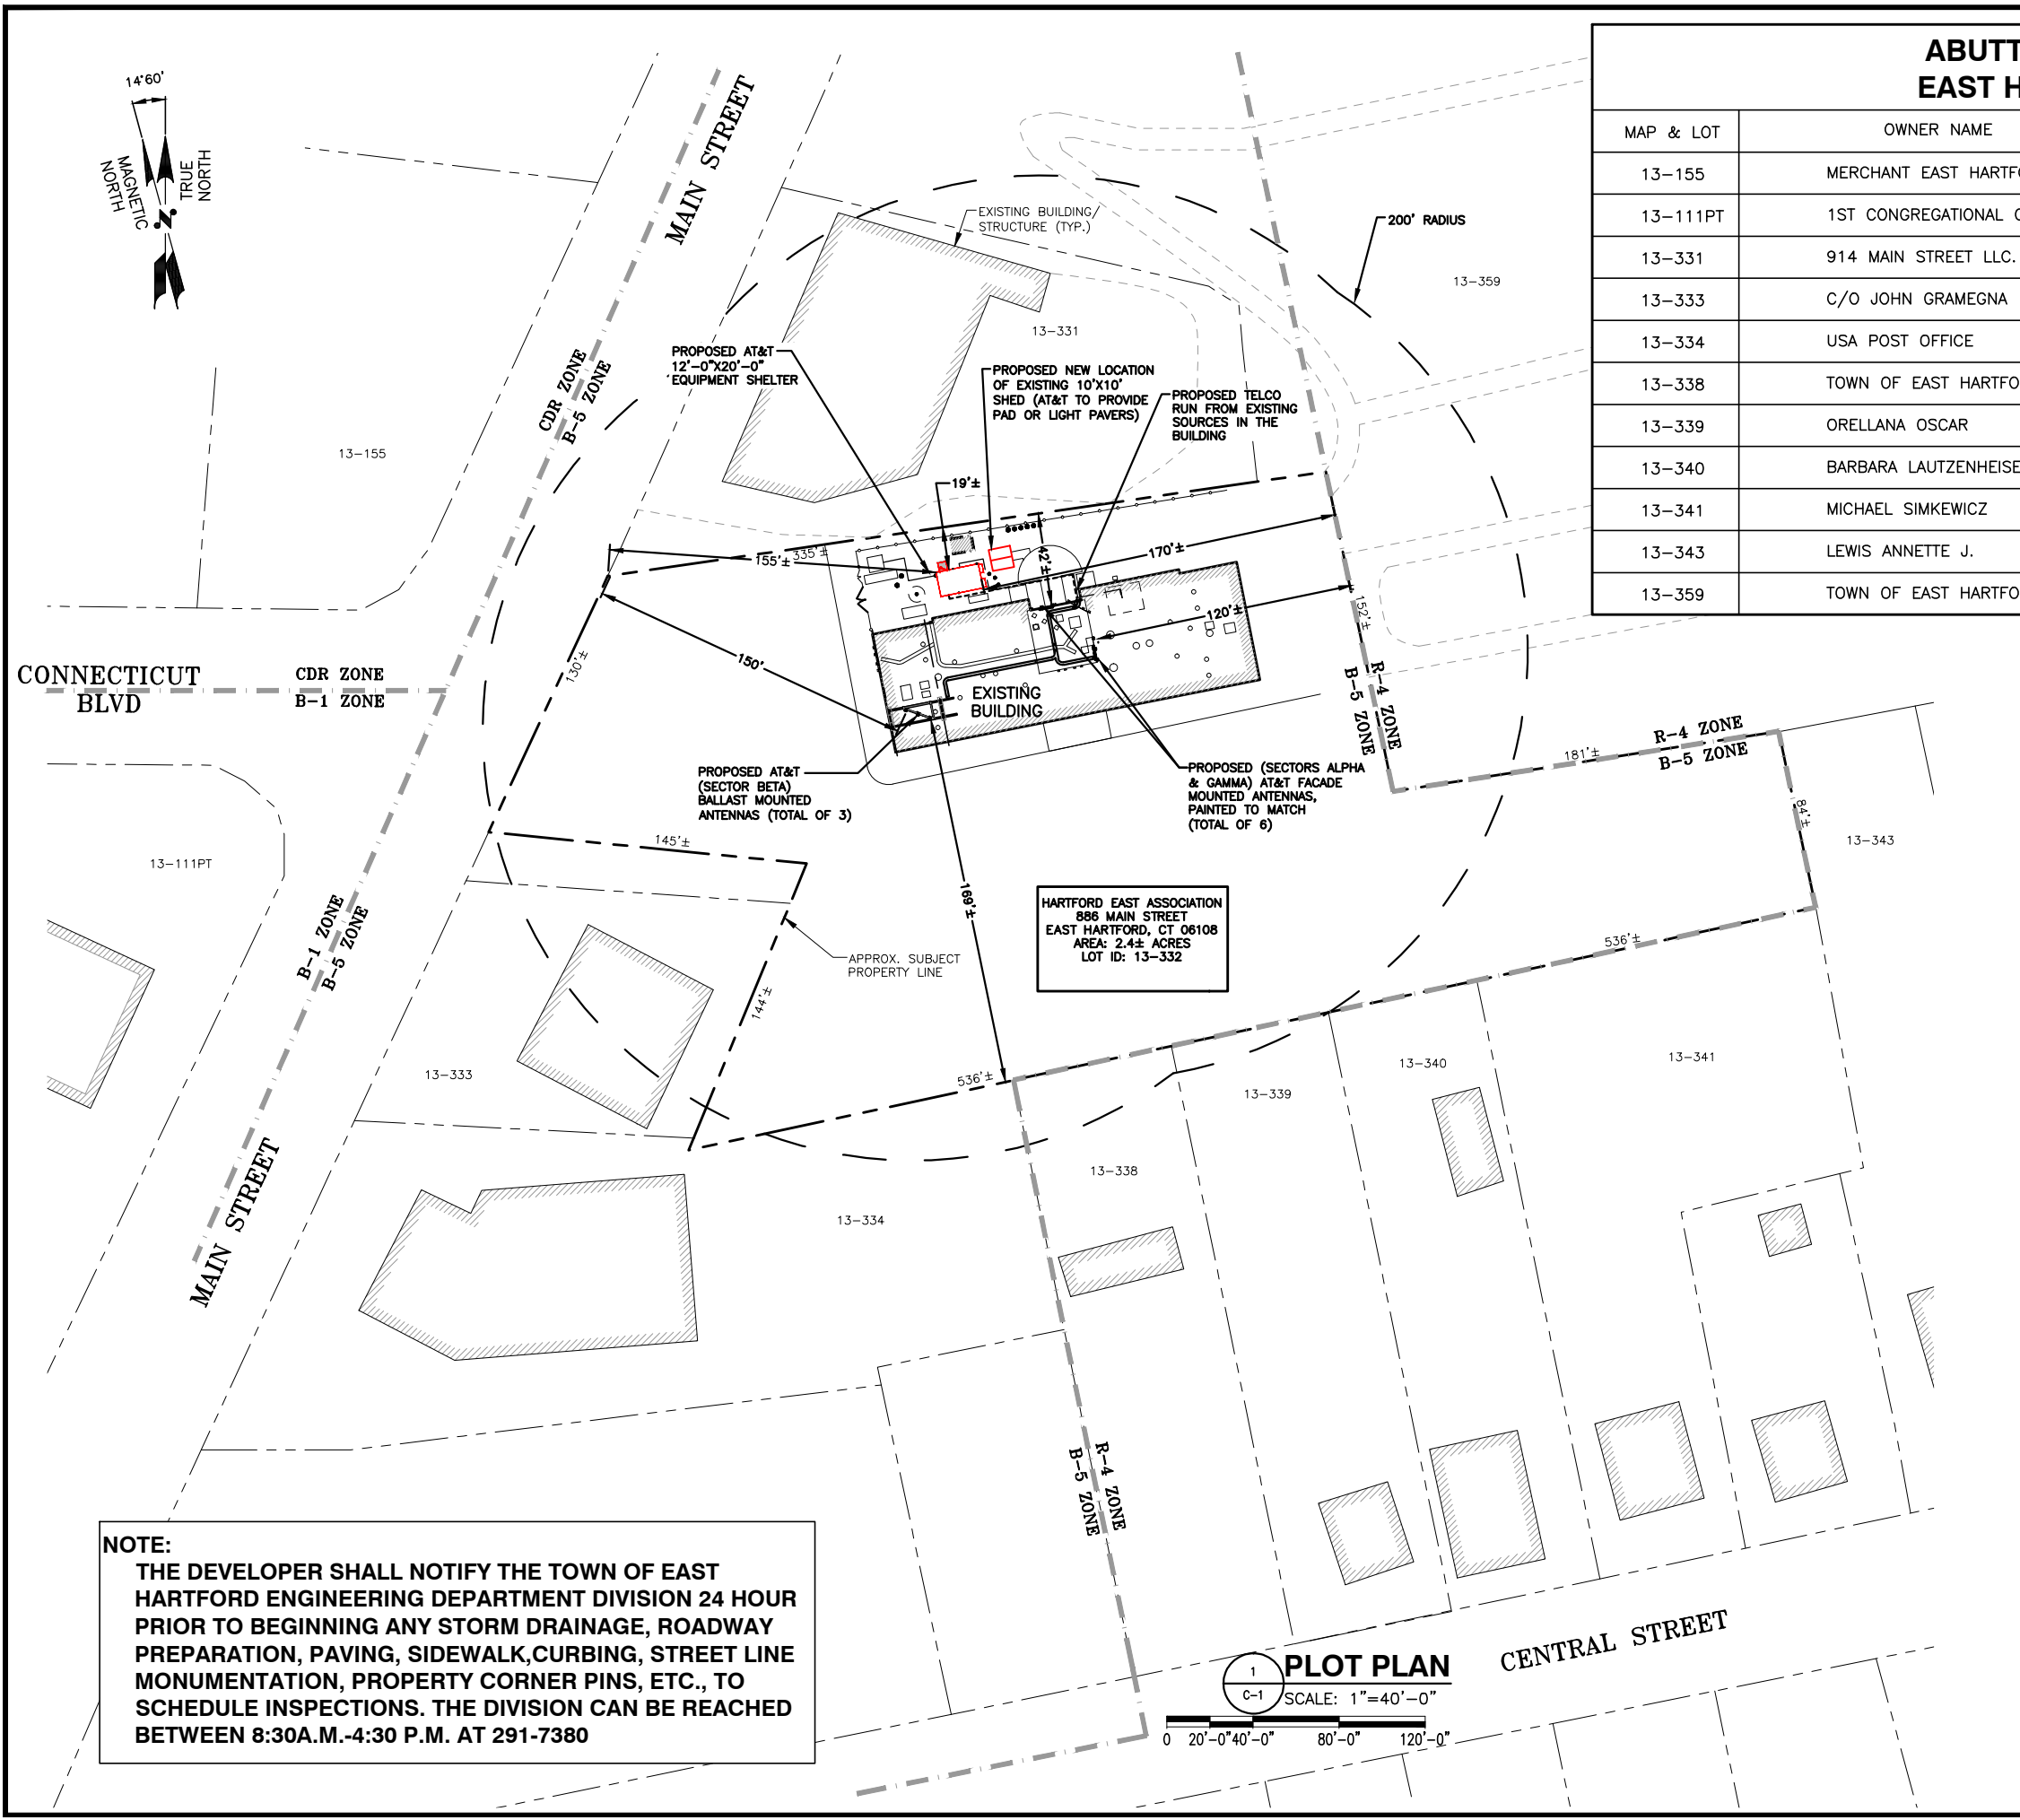 14°60'
MAGNETIC
NORTH
TRUE
NORTH
N
MAIN STREET
EXISTING BUILDING/
STRUCTURE (TYP.)
200' RADIUS
13-359
13-331
ABUTT
EAST H
MAP & LOT
OWNER NAME
13-155
MERCHANT EAST HARTFO
13-111PT
1ST CONGREGATIONAL C
13-331
914 MAIN STREET LLC.
13-333
C/O JOHN GRAMEGNA
13-334
USA POST OFFICE
13-338
TOWN OF EAST HARTFO
13-339
ORELLANA OSCAR
13-340
BARBARA LAUTZENHEISE
13-341
MICHAEL SIMKEWICZ
13-343
LEWIS ANNETTE J.
13-359
TOWN OF EAST HARTFO
PROPOSED AT&T
12'-0"X20'-0"
EQUIPMENT SHELTER
PROPOSED NEW LOCATION
OF EXISTING 10'X10'
SHED (AT&T TO PROVIDE
PAD OR LIGHT PAVERS)
PROPOSED TELCO
RUN FROM EXISTING
SOURCES IN THE
BUILDING
CDR ZONE
B-5 ZONE
13-155
19'±
42'±
170'±
155'±
335'±
120'±
152'±
150'
130'±
CONNECTICUT
BLVD
CDR ZONE
B-1 ZONE
EXISTING
BUILDING
R-4 ZONE
B-5 ZONE
R-4 ZONE
B-5 ZONE
181'±
84'±
PROPOSED AT&T
(SECTOR BETA)
BALLAST MOUNTED
ANTENNAS (TOTAL OF 3)
PROPOSED (SECTORS ALPHA
& GAMMA) AT&T FACADE
MOUNTED ANTENNAS,
PAINTED TO MATCH
(TOTAL OF 6)
145'±
13-111PT
13-343
169'±
HARTFORD EAST ASSOCIATION
886 MAIN STREET
EAST HARTFORD, CT 06108
AREA: 2.4± ACRES
LOT ID: 13-332
B-1 ZONE
B-5 ZONE
APPROX. SUBJECT
PROPERTY LINE
144'±
536'±
536'±
13-333
13-339
13-340
13-341
13-338
13-334
MAIN STREET
R-4 ZONE
B-5 ZONE
NOTE:
THE DEVELOPER SHALL NOTIFY THE TOWN OF EAST
HARTFORD ENGINEERING DEPARTMENT DIVISION 24 HOUR
PRIOR TO BEGINNING ANY STORM DRAINAGE, ROADWAY
PREPARATION, PAVING, SIDEWALK,CURBING, STREET LINE
MONUMENTATION, PROPERTY CORNER PINS, ETC., TO
SCHEDULE INSPECTIONS. THE DIVISION CAN BE REACHED
BETWEEN 8:30A.M.-4:30 P.M. AT 291-7380
CENTRAL STREET
1
C-1
PLOT PLAN
SCALE: 1"=40'-0"
0 20'-0" 40'-0" 80'-0" 120'-0"